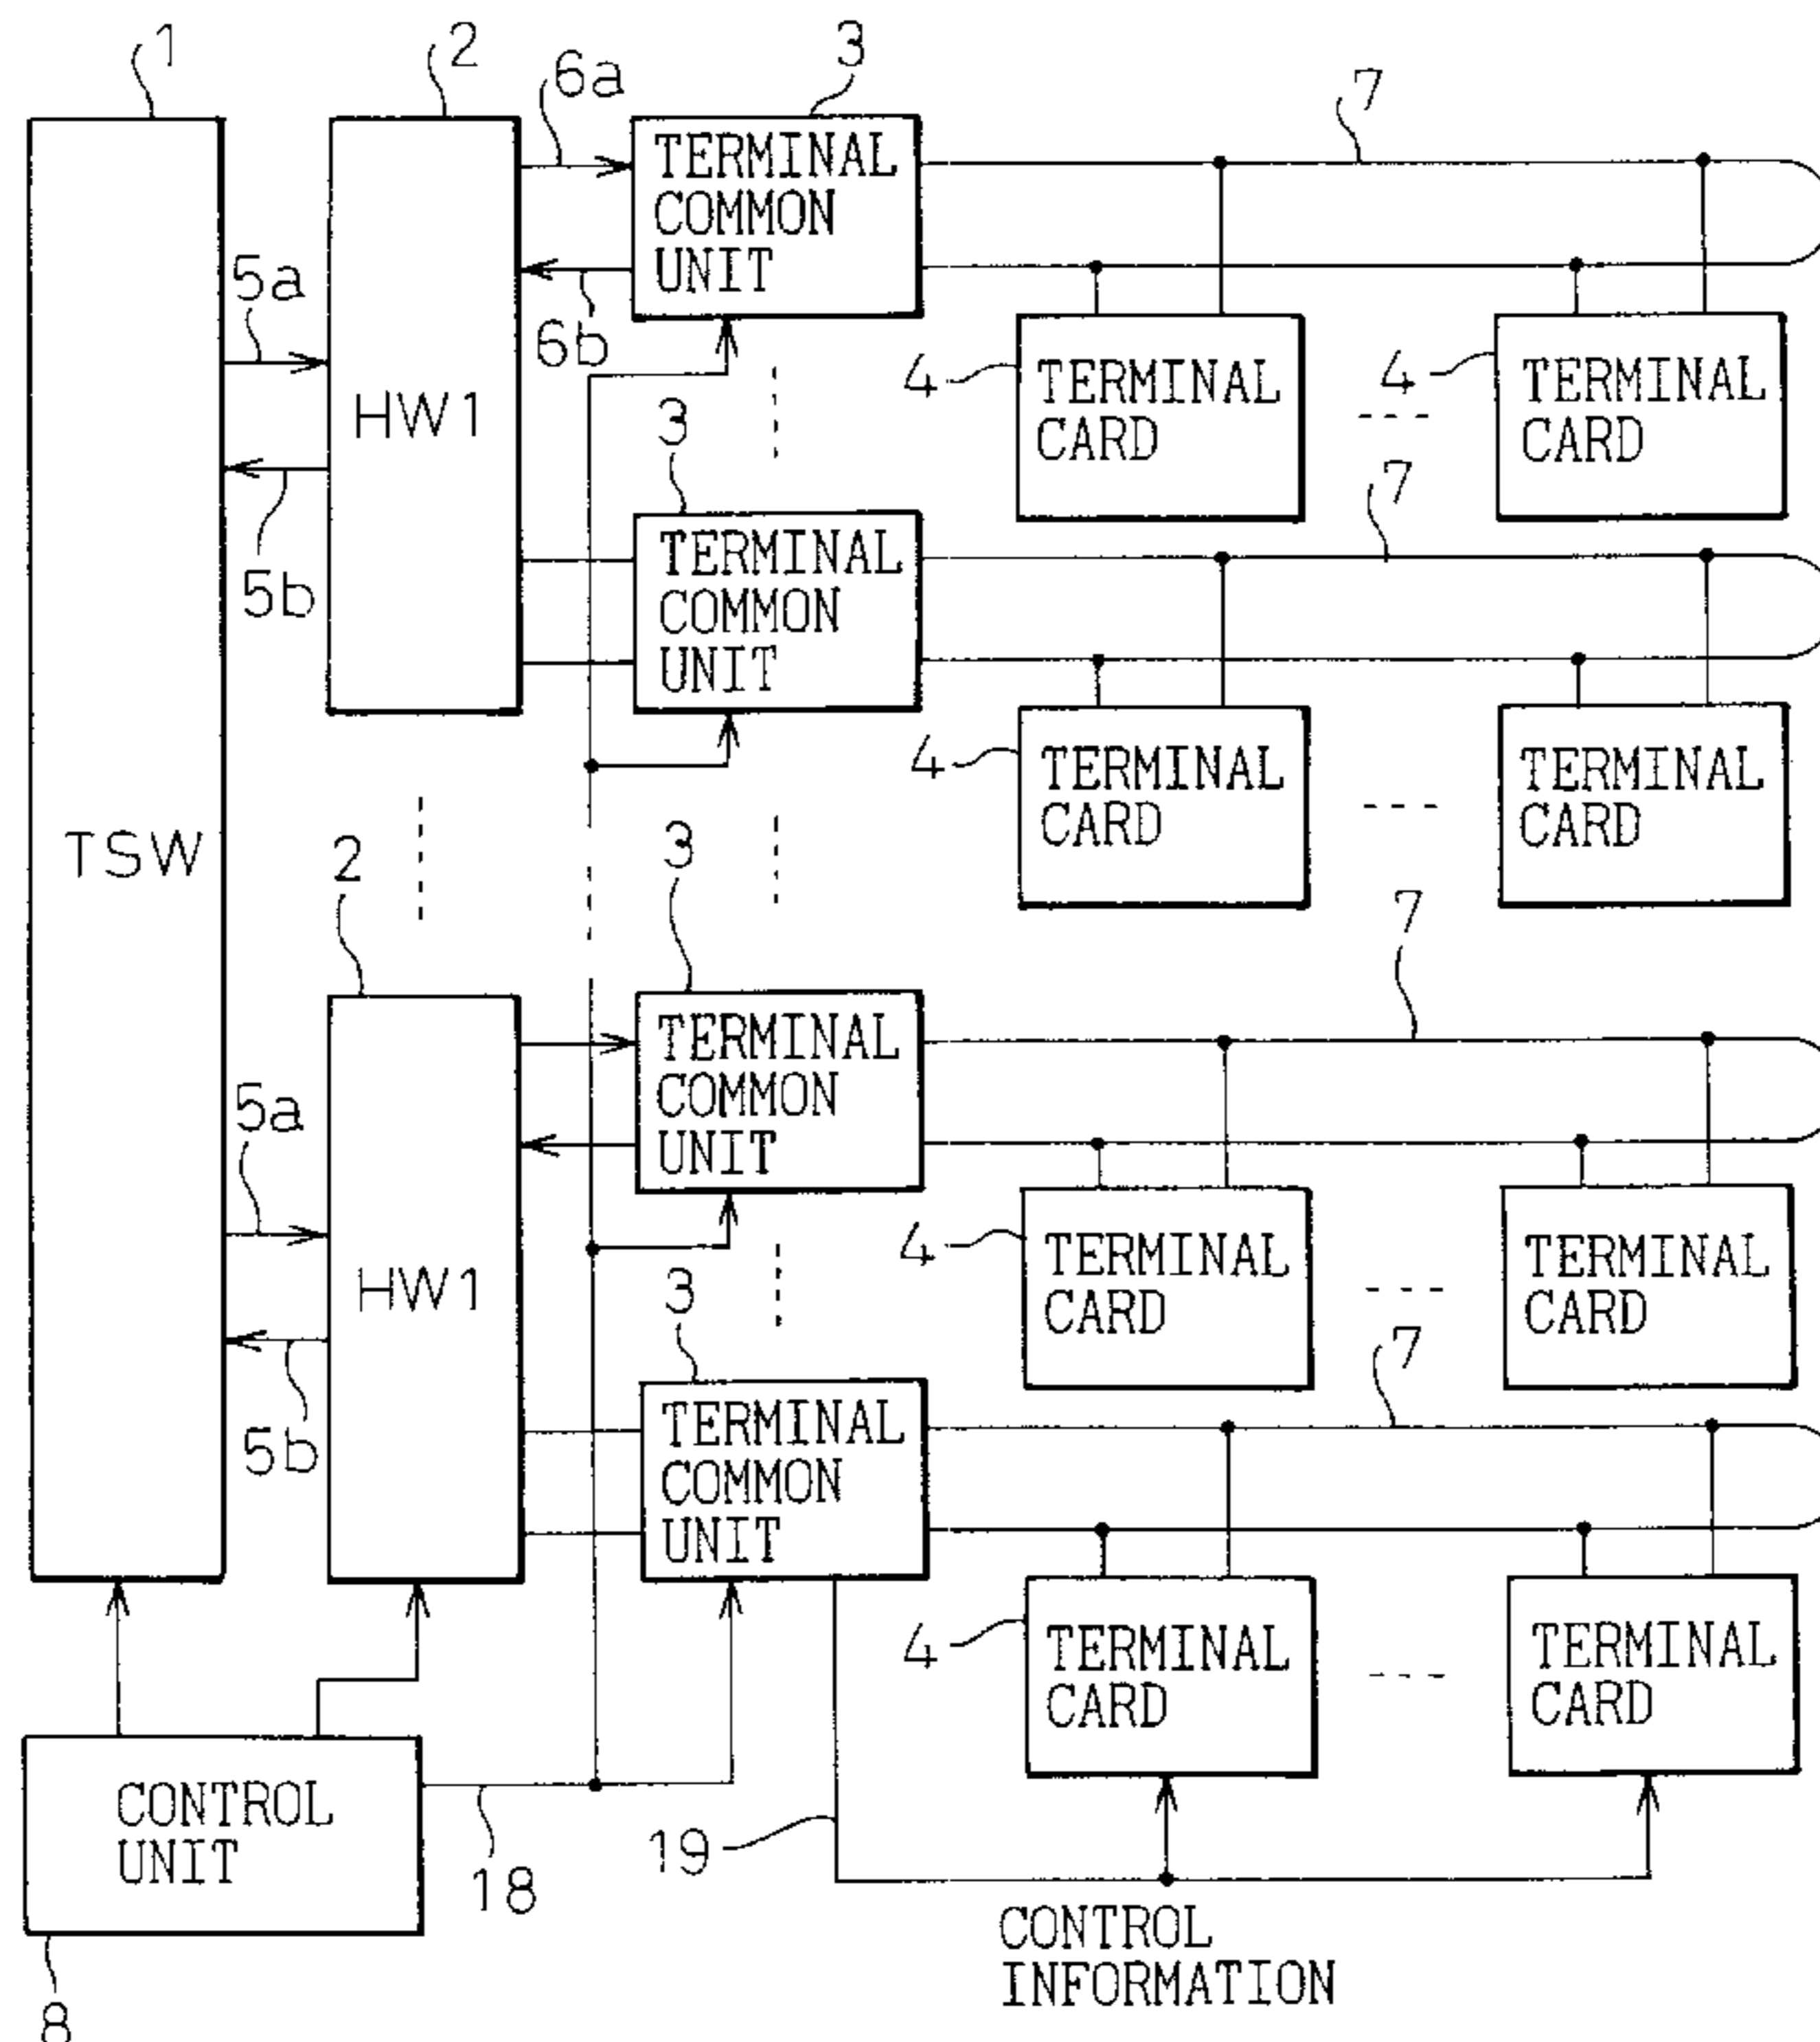 1
2
6a
3
7
TERMINAL
COMMON
UNIT
5a
6b
4
TERMINAL
CARD
4
TERMINAL
CARD
HW1
3
7
5b
TERMINAL
COMMON
UNIT
4
TERMINAL
CARD
TERMINAL
CARD
TSW
2
3
7
TERMINAL
COMMON
UNIT
5a
4
TERMINAL
CARD
TERMINAL
CARD
HW1
3
7
5b
TERMINAL
COMMON
UNIT
4
TERMINAL
CARD
TERMINAL
CARD
CONTROL
UNIT
18
19
CONTROL
INFORMATION
8